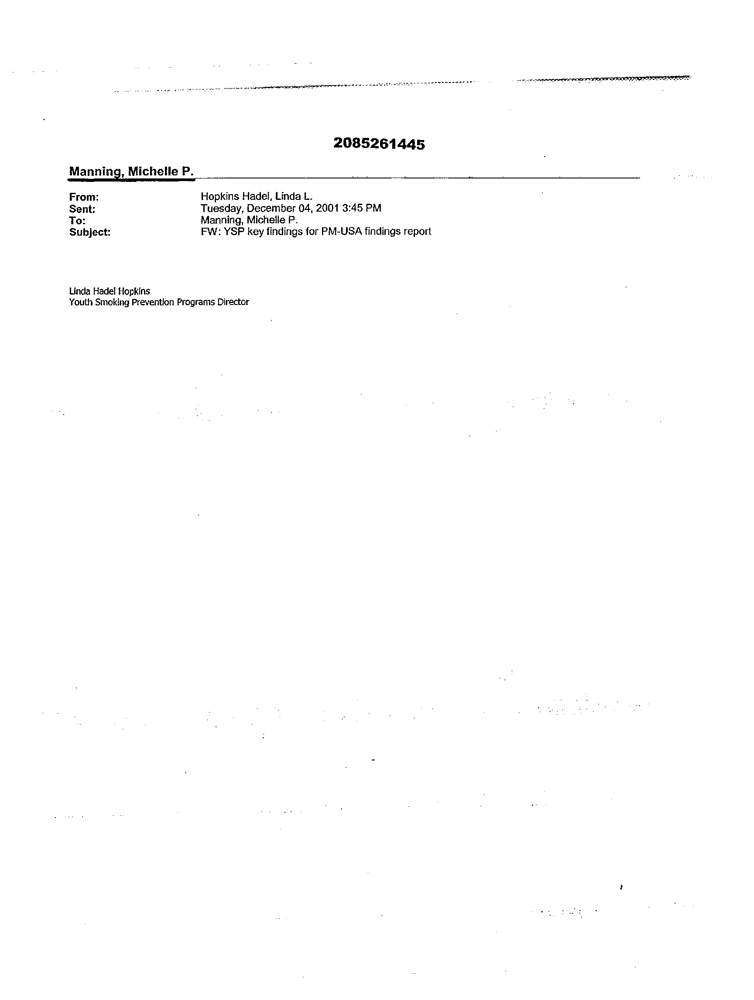 2085261445
Manning, Michelle P.
From: Hopkins Hadel, Linda L.
Sent: Tuesday, December 04, 2001 3:45 PM
To: Manning, Michelle P.
Subject: FW: YSP key findings for PM-USA findings report
Linda Hadel Hopkins
Youth Smoking Prevention Programs Director